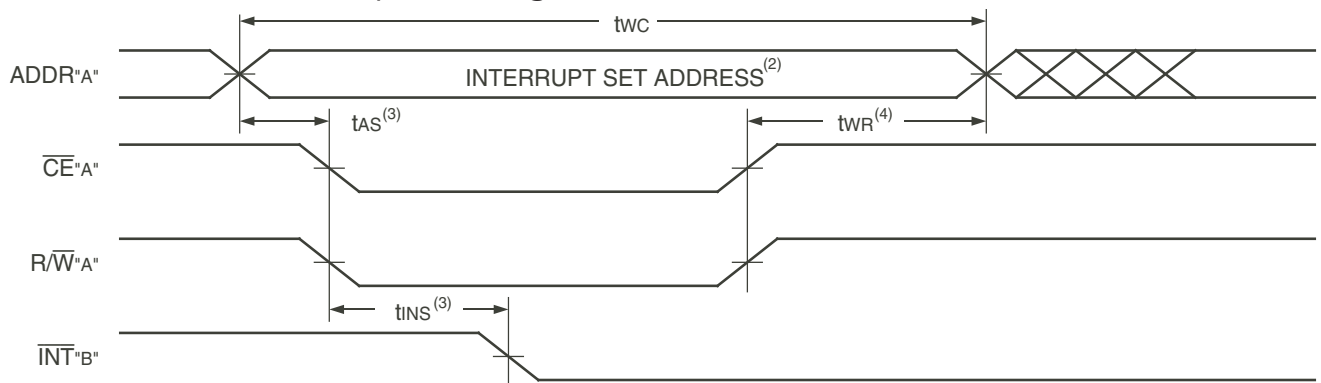 tWC
ADDR"A"
INTERRUPT SET ADDRESS(2)
tAS(3)
tWR(4)
CE"A"
R/W"A"
tINS(3)
INT"B"